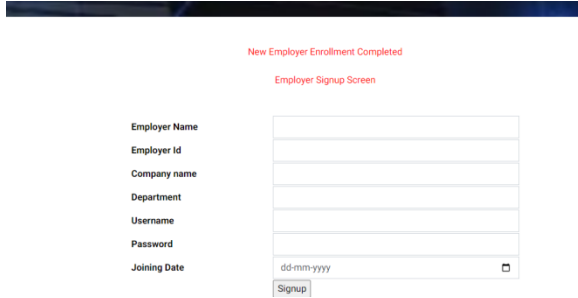 New Employer Enrollment Completed
Employer Signup Screen
Employer Name
Employer Id
Company name
Department
Username
Password
Joining Date dd-mm-yyyy
Signup